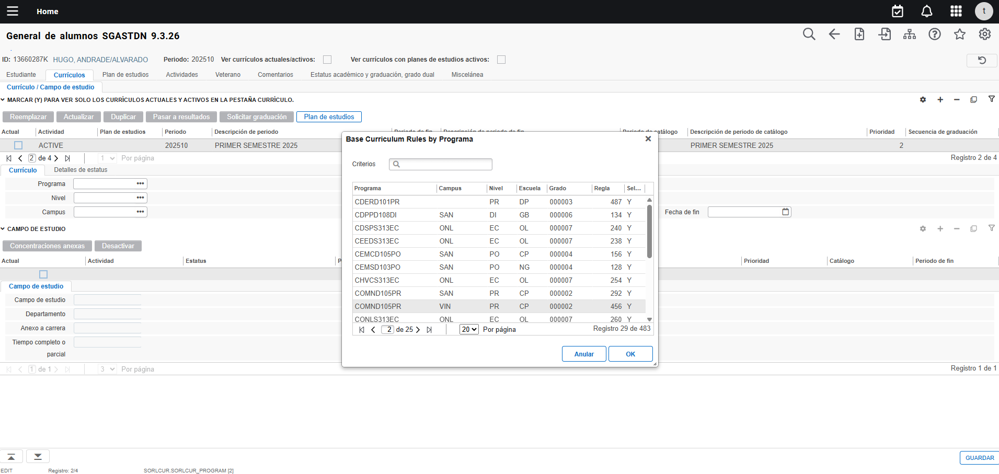 Home
t
General de alumnos SGASTDN 9.3.26
ID: 13660287K HUGO, ANDRADE/ALVARADO Periodo: 202510 Ver currículos actuales/activos: Ver currículos con planes de estudios activos:
Estudiante Currículos Plan de estudios Actividades Veterano Comentarios Estatus académico y graduación, grado dual Miscelánea
Currículo / Campo de estudio
MARCAR (Y) PARA VER SOLO LOS CURRÍCULOS ACTUALES Y ACTIVOS EN LA PESTAÑA CURRÍCULO.
Reemplazar Actualizar Duplicar Pasar a resultados Solicitar graduación Plan de estudios
Actual Actividad Plan de estudios Periodo Descripción de periodo Periodo de fin Descripción de periodo de fin Periodo de catálogo Descripción de periodo de catálogo Prioridad Secuencia de graduación
ACTIVE 202510 PRIMER SEMESTRE 2025 PRIMER SEMESTRE 2025 2
2 de 4 1 Por página Registro 2 de 4
Currículo Detalles de estatus
Programa
Nivel
Campus
Fecha de fin
CAMPO DE ESTUDIO
Concentraciones anexas Desactivar
Actual Actividad Estatus P Prioridad Catálogo Periodo de fin
Campo de estudio
Campo de estudio
Departamento
Anexo a carrera
Tiempo completo o
parcial
1 de 1 3 Por página Registro 1 de 1
Base Curriculum Rules by Programa
Criterios
Programa Campus Nivel Escuela Grado Regla Sel...
CDERD101PR PR DP 000003 487 Y
CDPPD108DI SAN DI GB 000006 134 Y
CDSPS313EC ONL EC OL 000007 240 Y
CEEDS313EC ONL EC OL 000007 238 Y
CEMCD105PO SAN PO CP 000004 156 Y
CEMSD103PO SAN PO NG 000004 128 Y
CHVCS313EC ONL EC OL 000007 254 Y
COMND105PR SAN PR CP 000002 292 Y
COMND105PR VIN PR CP 000002 456 Y
CONLS313EC ONL EC OL 000007 260 Y
2 de 25 20 Por página Registro 29 de 483
Anular OK
GUARDAR
EDIT Registro: 2/4 SORLCUR.SORLCUR_PROGRAM [2]